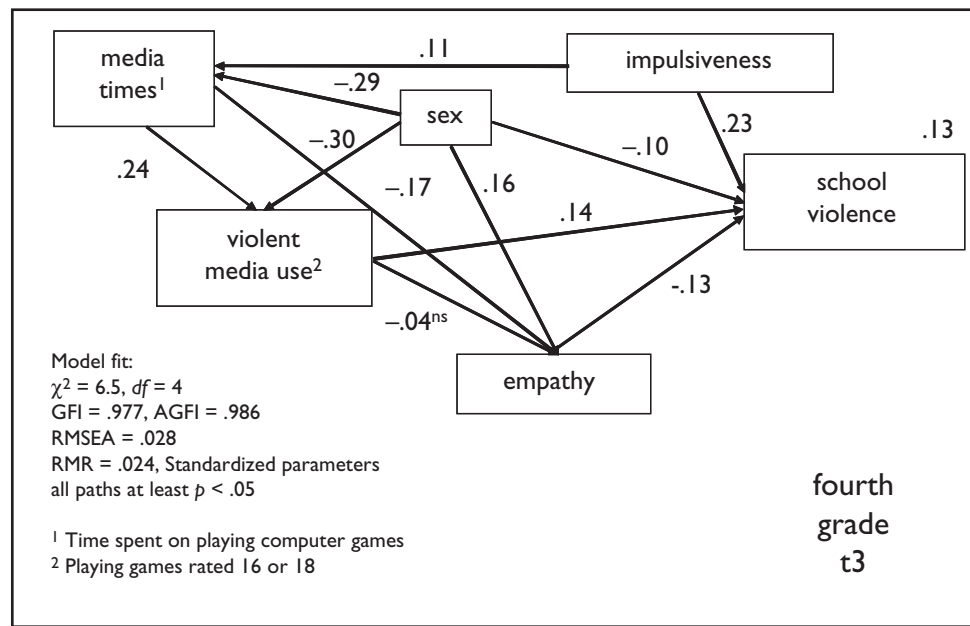 media
times¹
.11
impulsiveness
–.29
sex
–.30
.23
.13
–.10
school
violence
.24
–.17
.16
.14
violent
media use²
-.13
–.04ⁿˢ
empathy
Model fit:
χ² = 6.5, df = 4
GFI = .977, AGFI = .986
RMSEA = .028
RMR = .024, Standardized parameters
all paths at least p < .05
¹ Time spent on playing computer games
² Playing games rated 16 or 18
fourth
grade
t3